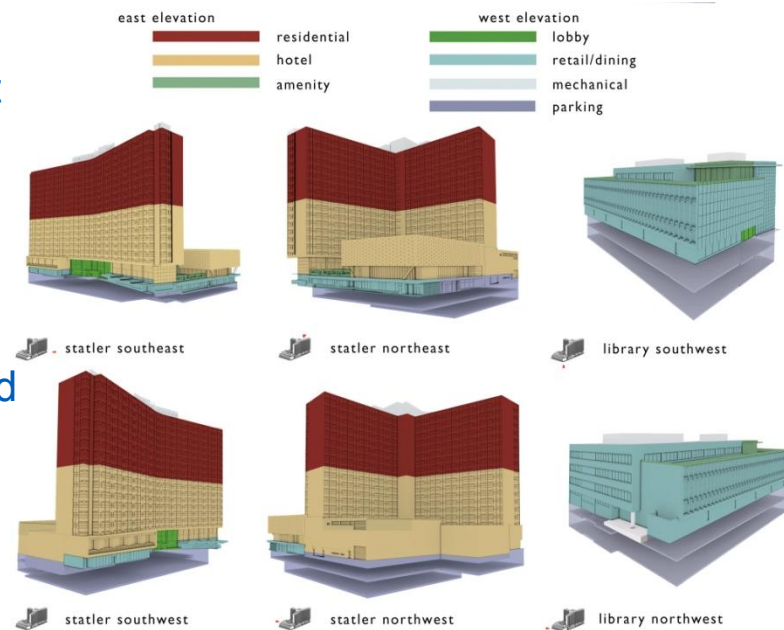 east elevation
residential
hotel
amenity
west elevation
lobby
retail/dining
mechanical
parking
statler southeast
statler northeast
library southwest
d
statler southwest
statler northwest
library northwest